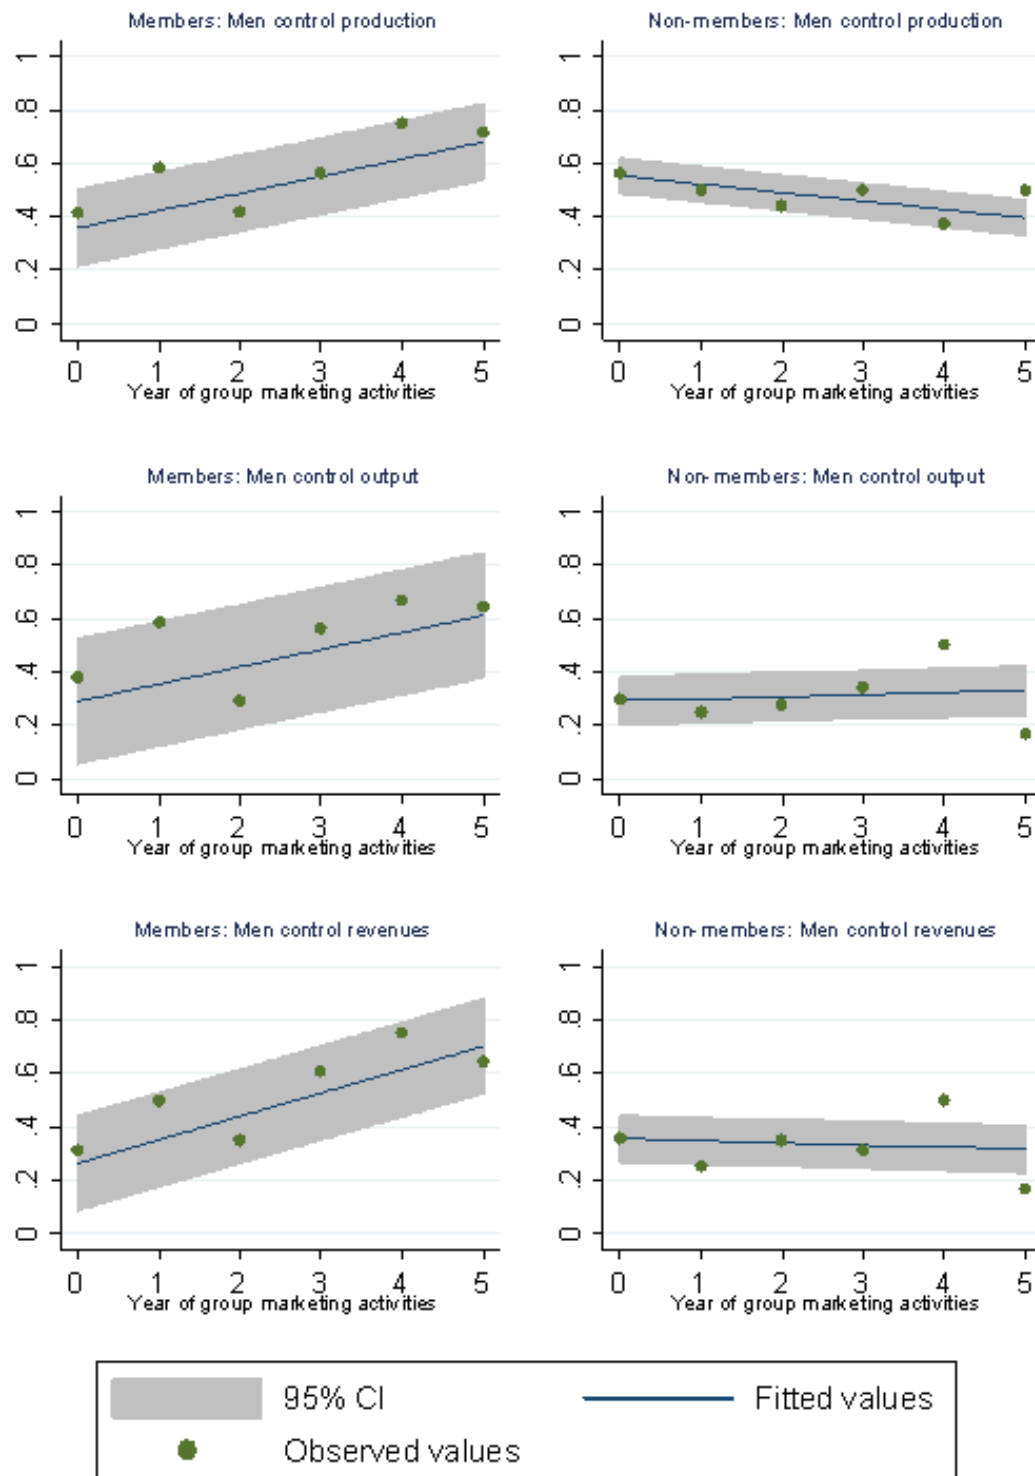 Members: Men control production
Non-members: Men control production
1
.8
.6
.4
.2
0
0 1 2 3 4 5
Year of group marketing activities
1
.8
.6
.4
.2
0
0 1 2 3 4 5
Year of group marketing activities
Members: Men control output
Non-members: Men control output
1
.8
.6
.4
.2
0
0 1 2 3 4 5
Year of group marketing activities
1
.8
.6
.4
.2
0
0 1 2 3 4 5
Year of group marketing activities
Members: Men control revenues
Non-members: Men control revenues
1
.8
.6
.4
.2
0
0 1 2 3 4 5
Year of group marketing activities
1
.8
.6
.4
.2
0
0 1 2 3 4 5
Year of group marketing activities
95% CI
Fitted values
Observed values